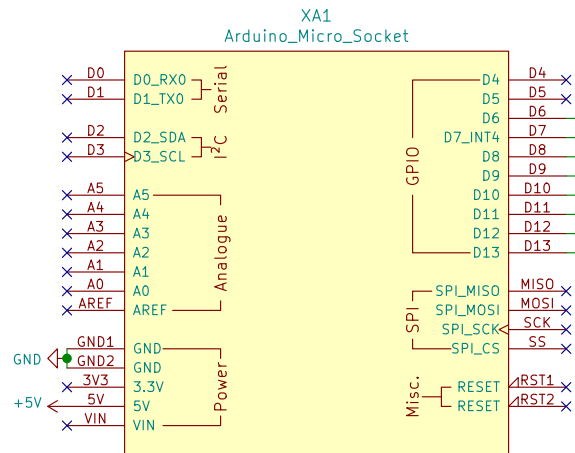 XA1
Arduino_Micro_Socket
D0 D0_RX0
D1 D1_TX0
Serial
D2 D2_SDA
D3 D3_SCL
I²C
A5 A5
A4 A4
A3 A3
A2 A2
A1 A1
A0 A0
AREF AREF
Analogue
GND
GND1 GND
GND2 GND
3V3 3.3V
+5V 5V 5V
VIN VIN
Power
D4 D4
D5 D5
D6 D6
D7_INT4 D7
D8 D8
D9 D9
D10 D10
D11 D11
D12 D12
D13 D13
GPIO
SPI_MISO MISO
SPI_MOSI MOSI
SPI_SCK SCK
SPI_CS SS
SPI
RESET RST1
RESET RST2
Misc.